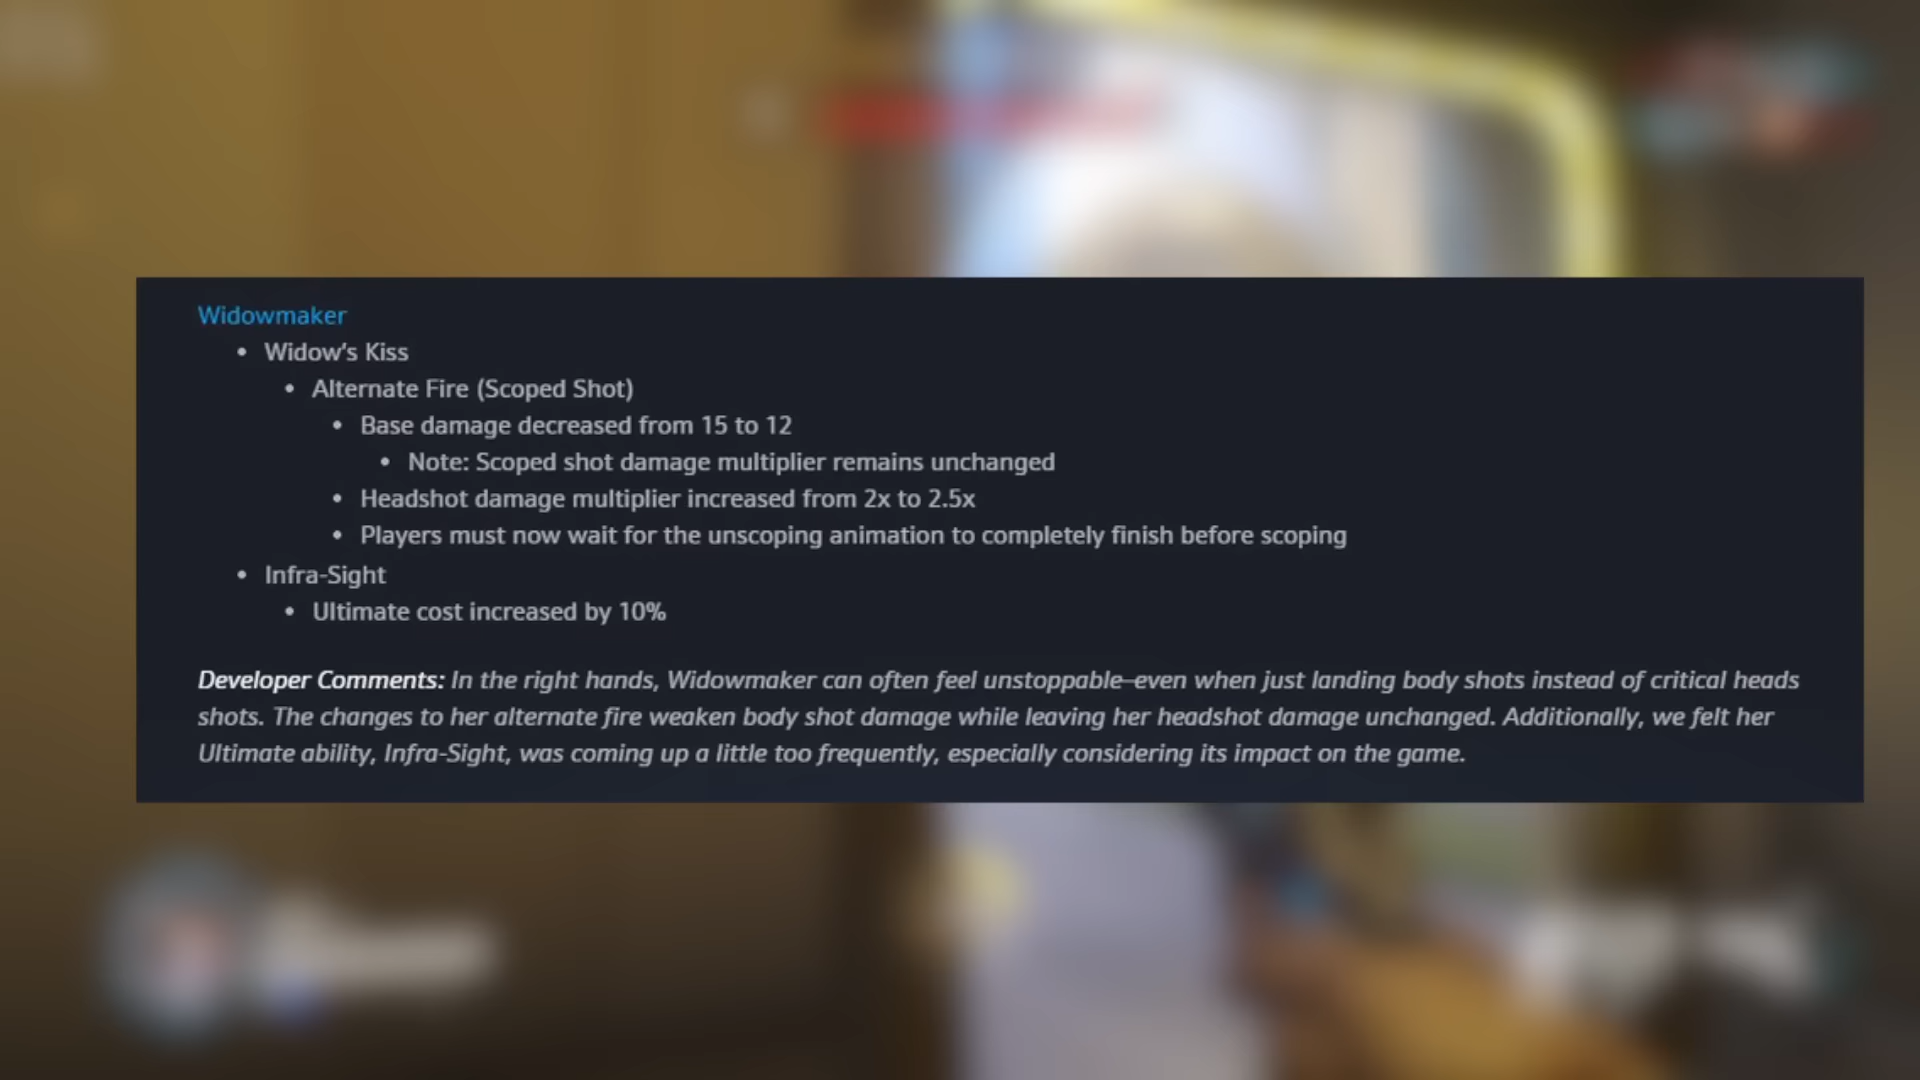 Widowmaker
• Widow's Kiss
• Alternate Fire (Scoped Shot)
• Base damage decreased from 15 to 12
• Note: Scoped shot damage multiplier remains unchanged
• Headshot damage multiplier increased from 2x to 2.5x
• Players must now wait for the unscoping animation to completely finish before scoping
• Infra-Sight
• Ultimate cost increased by 10%
Developer Comments: In the right hands, Widowmaker can often feel unstoppable—even when just landing body shots instead of critical heads
shots. The changes to her alternate fire weaken body shot damage while leaving her headshot damage unchanged. Additionally, we felt her
Ultimate ability, Infra-Sight, was coming up a little too frequently, especially considering its impact on the game.